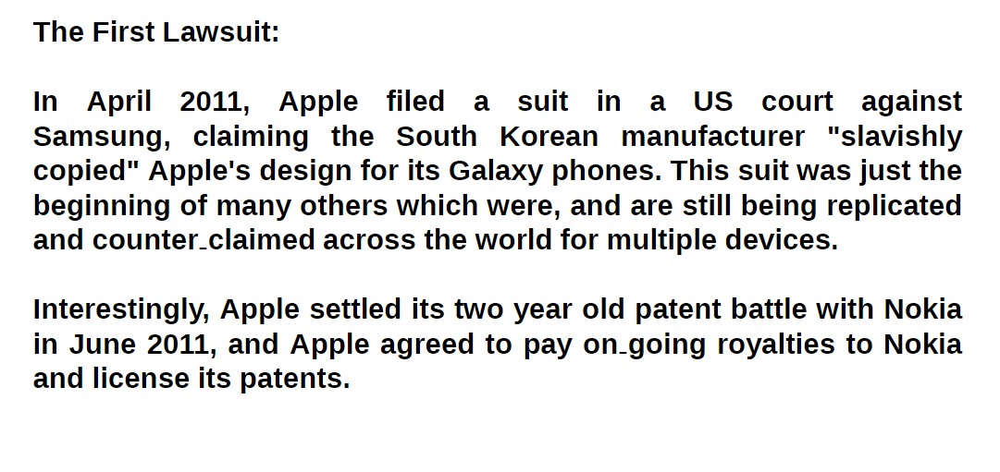 The First Lawsuit:
In April 2011, Apple filed a suit in a US court against
Samsung, claiming the South Korean manufacturer "slavishly
copied" Apple's design for its Galaxy phones. This suit was just the
beginning of many others which were, and are still being replicated
and counter_claimed across the world for multiple devices.
Interestingly, Apple settled its two year old patent battle with Nokia
in June 2011, and Apple agreed to pay on_going royalties to Nokia
and license its patents.